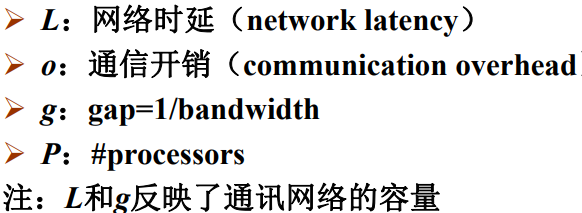 ➢ L：网络时延（network latency）
➢ o：通信开销（communication overhead
➢ g：gap=1/bandwidth
➢ P：#processors
注：L和g反映了通讯网络的容量